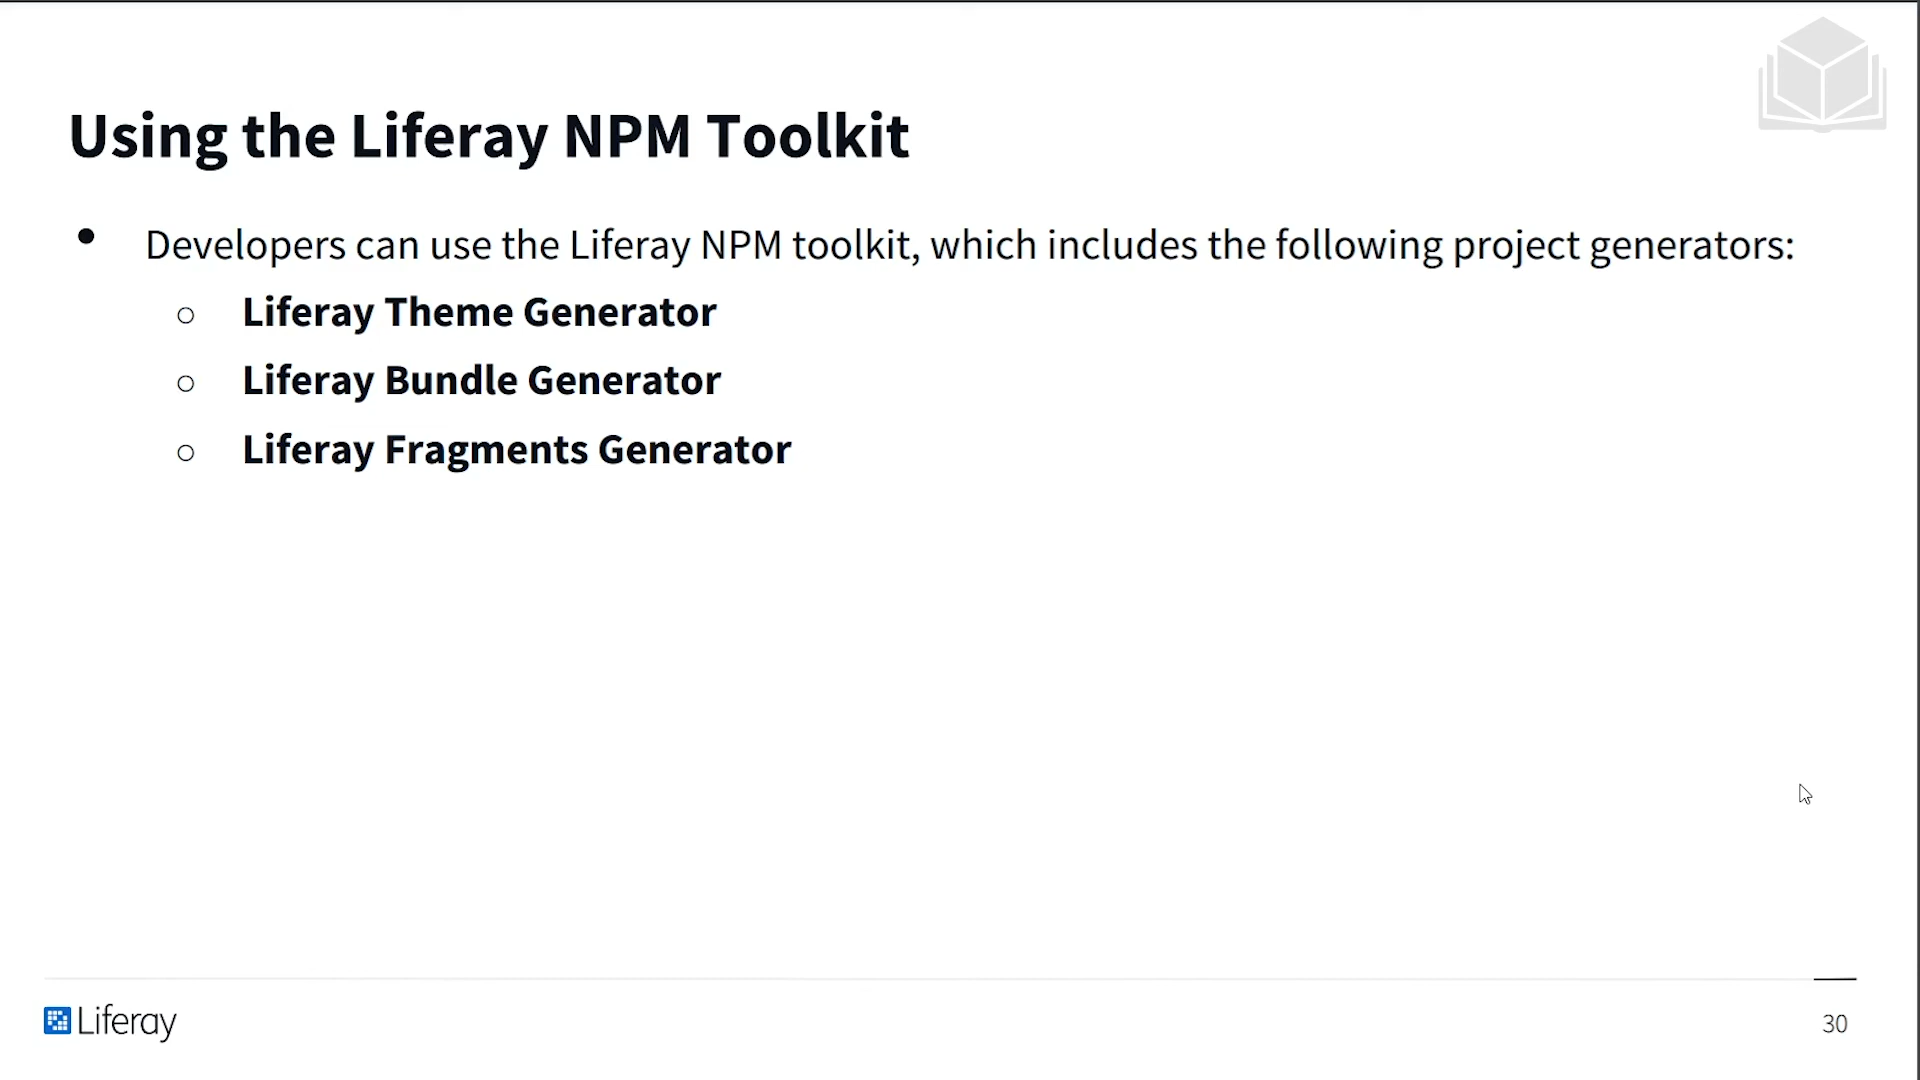 Using the Liferay NPM Toolkit
• Developers can use the Liferay NPM toolkit, which includes the following project generators:
○ Liferay Theme Generator
○ Liferay Bundle Generator
○ Liferay Fragments Generator
Liferay
30